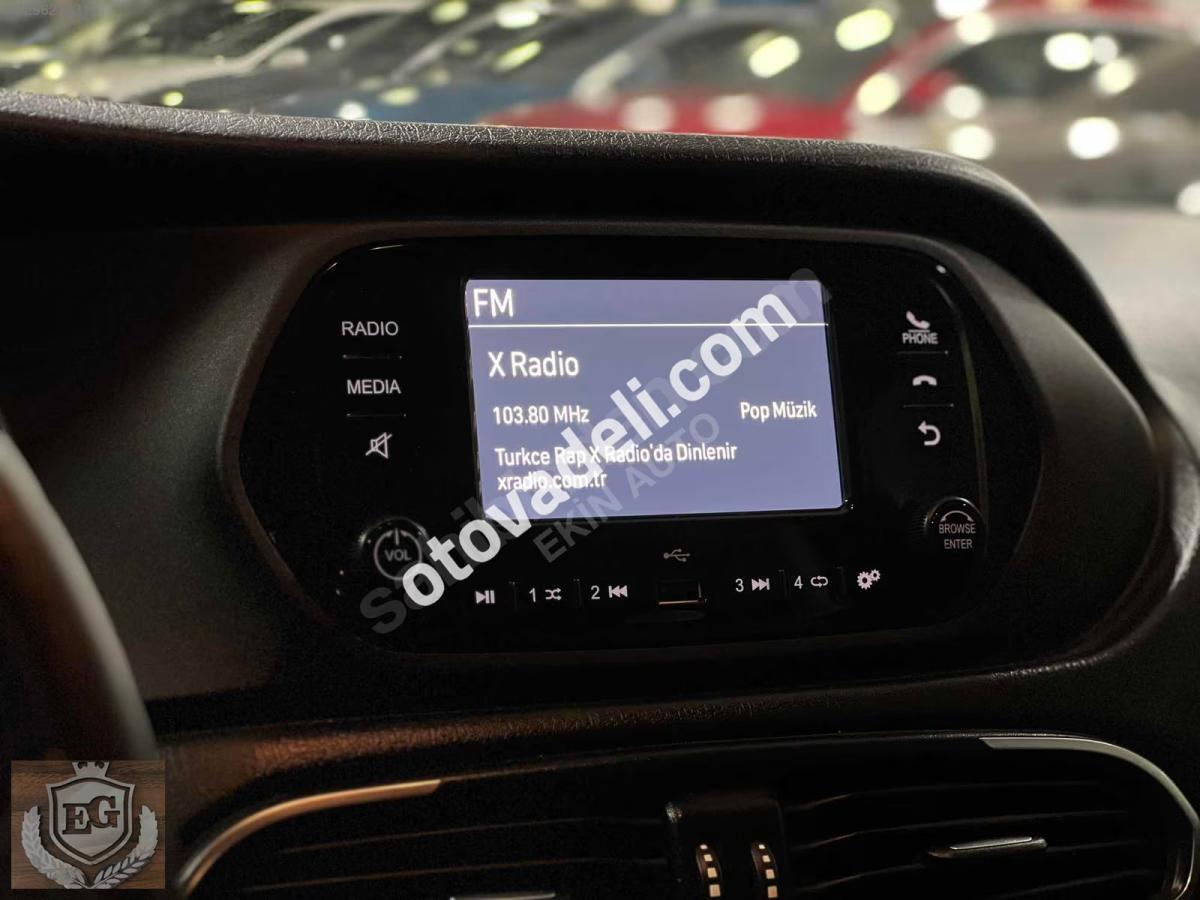 FM
X Radio
103.80 MHz
Pop Müzik
Turkce Rap X Radio'da Dinlenir
xradio.com.tr
RADIO
MEDIA
VOL
PHONE
BROWSE
ENTER
1
2
3
4
otovadeli.com
EKİN AUTO
EG